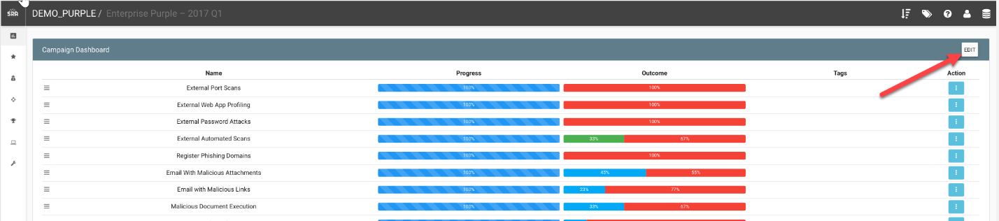 SRA DEMO_PURPLE / Enterprise Purple – 2017 Q1
Campaign Dashboard EDIT
Name Progress Outcome Tags Action
External Port Scans 100% 100%
External Web App Profiling 100% 100%
External Password Attacks 100% 100%
External Automated Scans 100% 33% 67%
Register Phishing Domains 100% 100%
Email With Malicious Attachments 100% 45% 55%
Email with Malicious Links 100% 23% 77%
Malicious Document Execution 100% 33% 67%